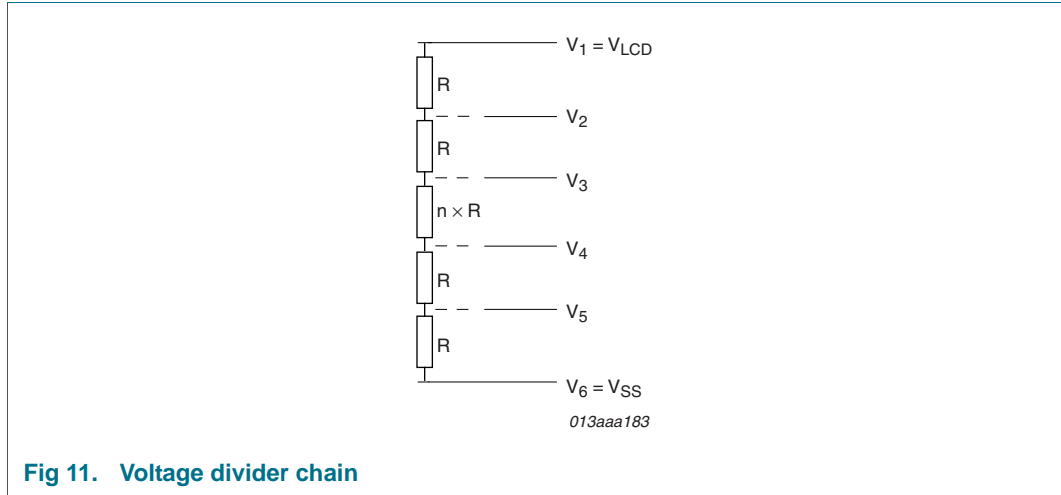 V1 = VLCD
R
V2
R
V3
n × R
V4
R
V5
R
V6 = VSS
013aaa183
Fig 11. Voltage divider chain